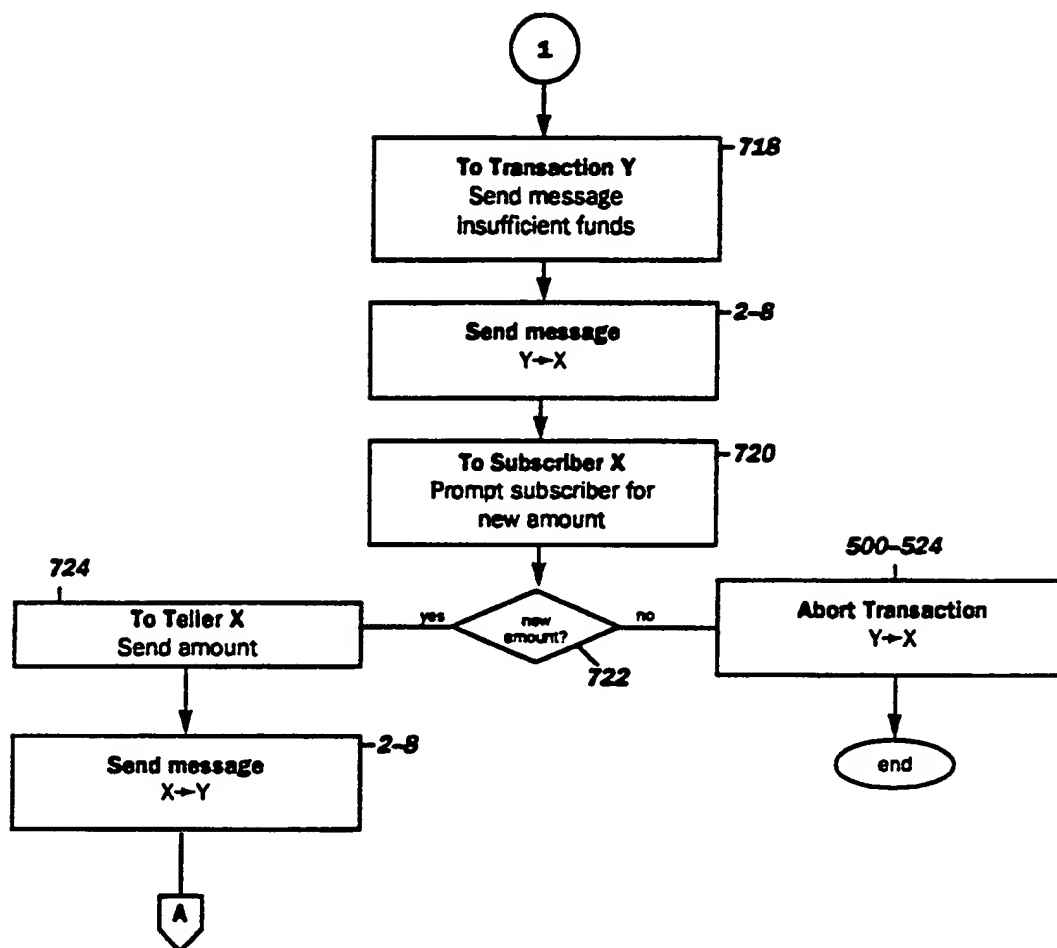 1
718
To Transaction Y
Send message
insufficient funds
2-8
Send message
Y→X
720
To Subscriber X
Prompt subscriber for
new amount
500-524
Abort Transaction
Y→X
724
To Teller X
Send amount
yes
new
amount?
no
722
2-8
Send message
X→Y
end
A